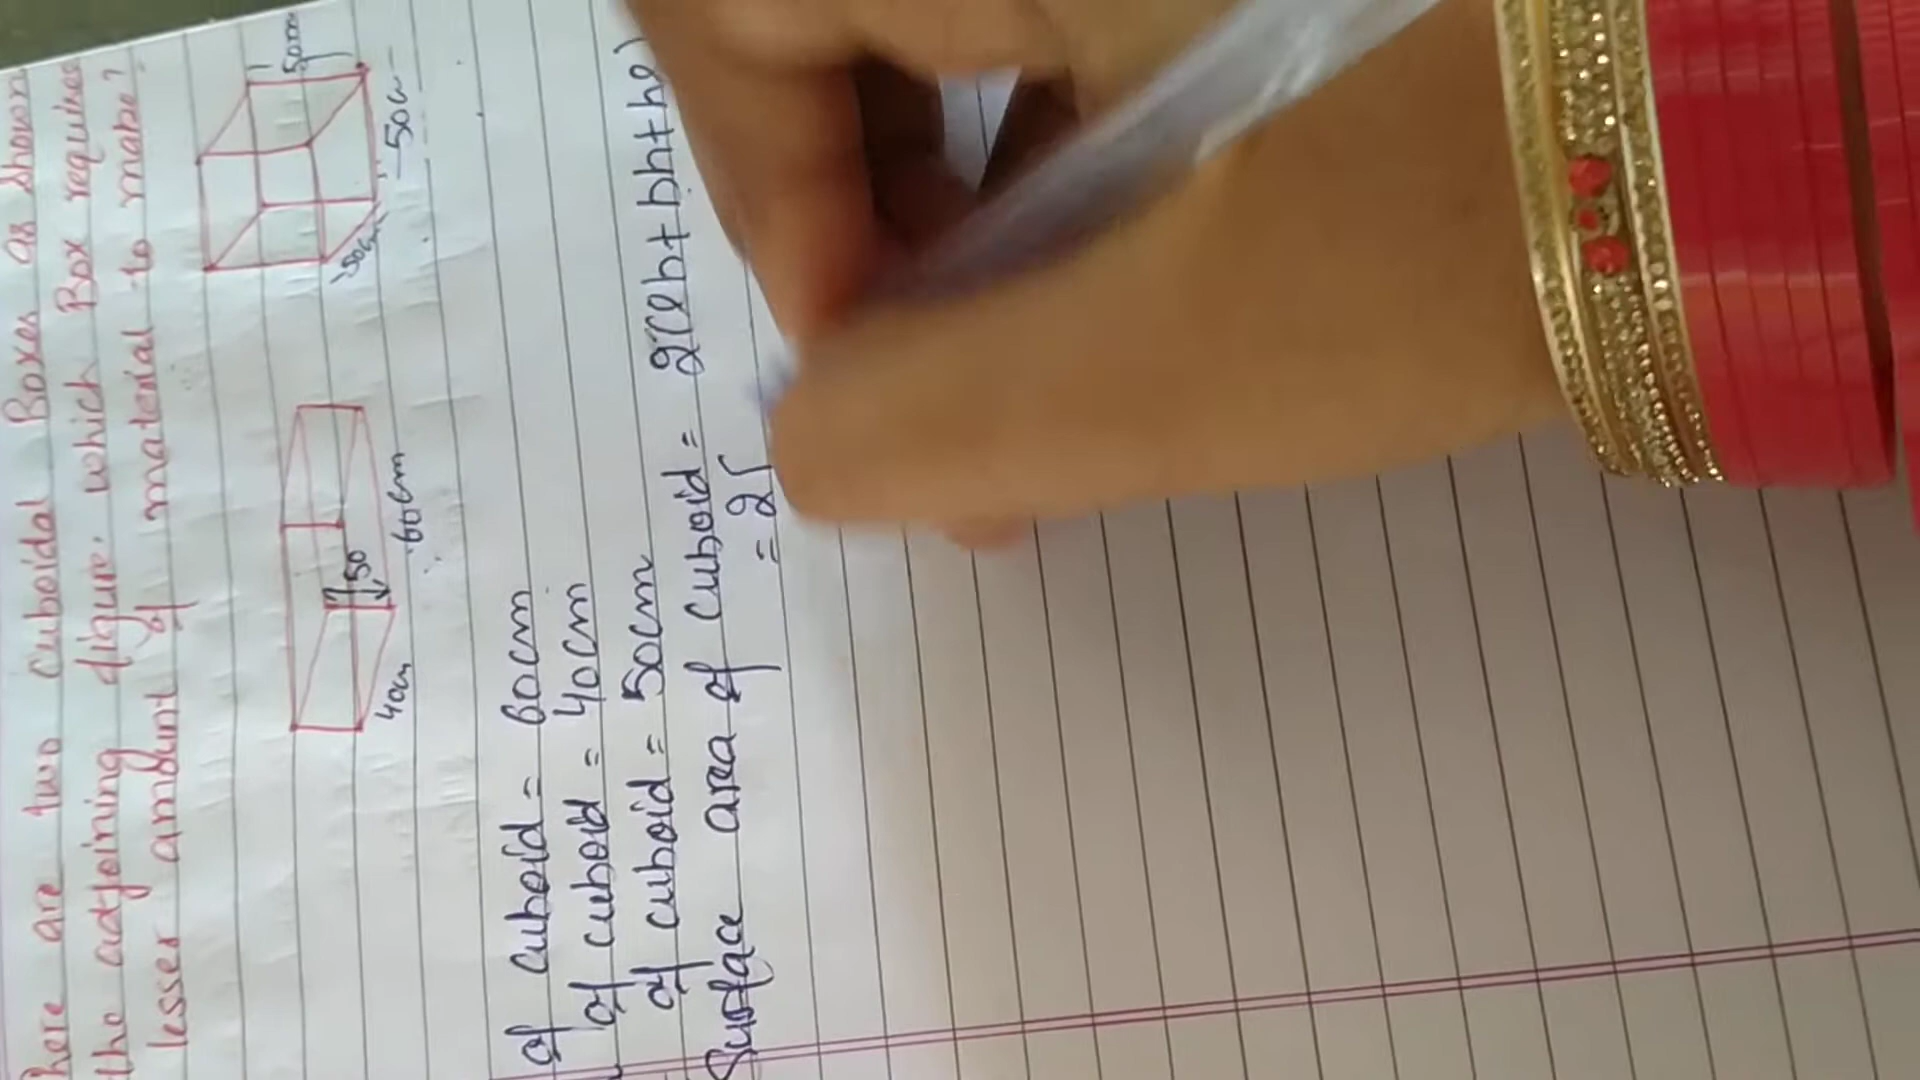 here are two cuboidal Boxes as shown
the adjoining figure. which Box requires
lesser amount of material to make?
40cm
50
60cm
50cm
50cm
50cm
of cuboid = 60cm
of cuboid = 40cm
of cuboid = 50cm
Surface area of cuboid = 2(lb+bh+hl)
= 2[